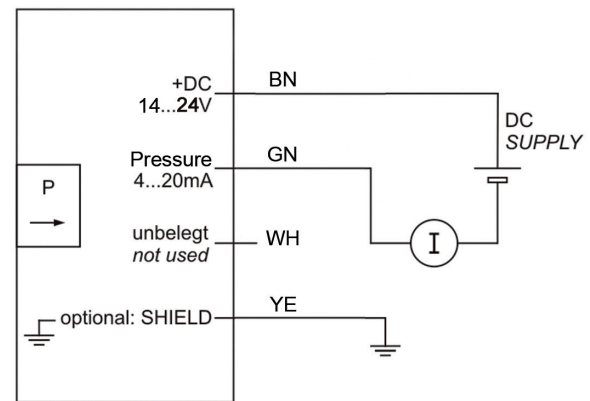 +DC
14...24V
BN
DC
SUPPLY
Pressure
4...20mA
GN
P
I
unbelegt
not used
WH
optional: SHIELD
YE